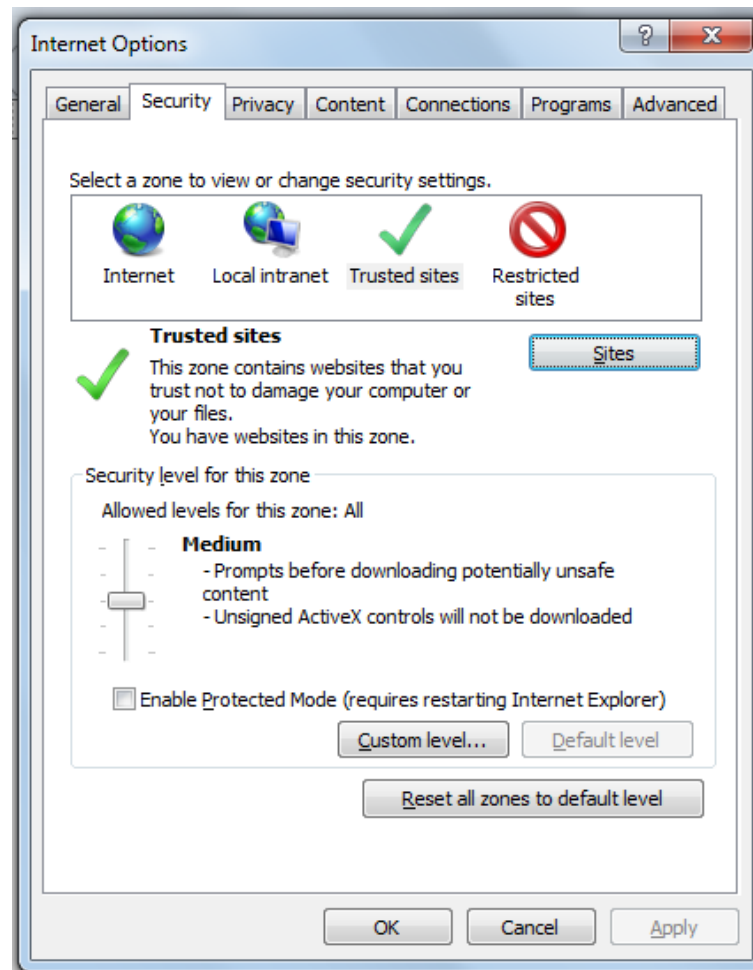 Internet Options
General Security Privacy Content Connections Programs Advanced
Select a zone to view or change security settings.
Internet Local intranet Trusted sites Restricted
sites
Trusted sites
Sites
This zone contains websites that you
trust not to damage your computer or
your files.
You have websites in this zone.
Security level for this zone
Allowed levels for this zone: All
Medium
- Prompts before downloading potentially unsafe
content
- Unsigned ActiveX controls will not be downloaded
Enable Protected Mode (requires restarting Internet Explorer)
Custom level... Default level
Reset all zones to default level
OK Cancel Apply